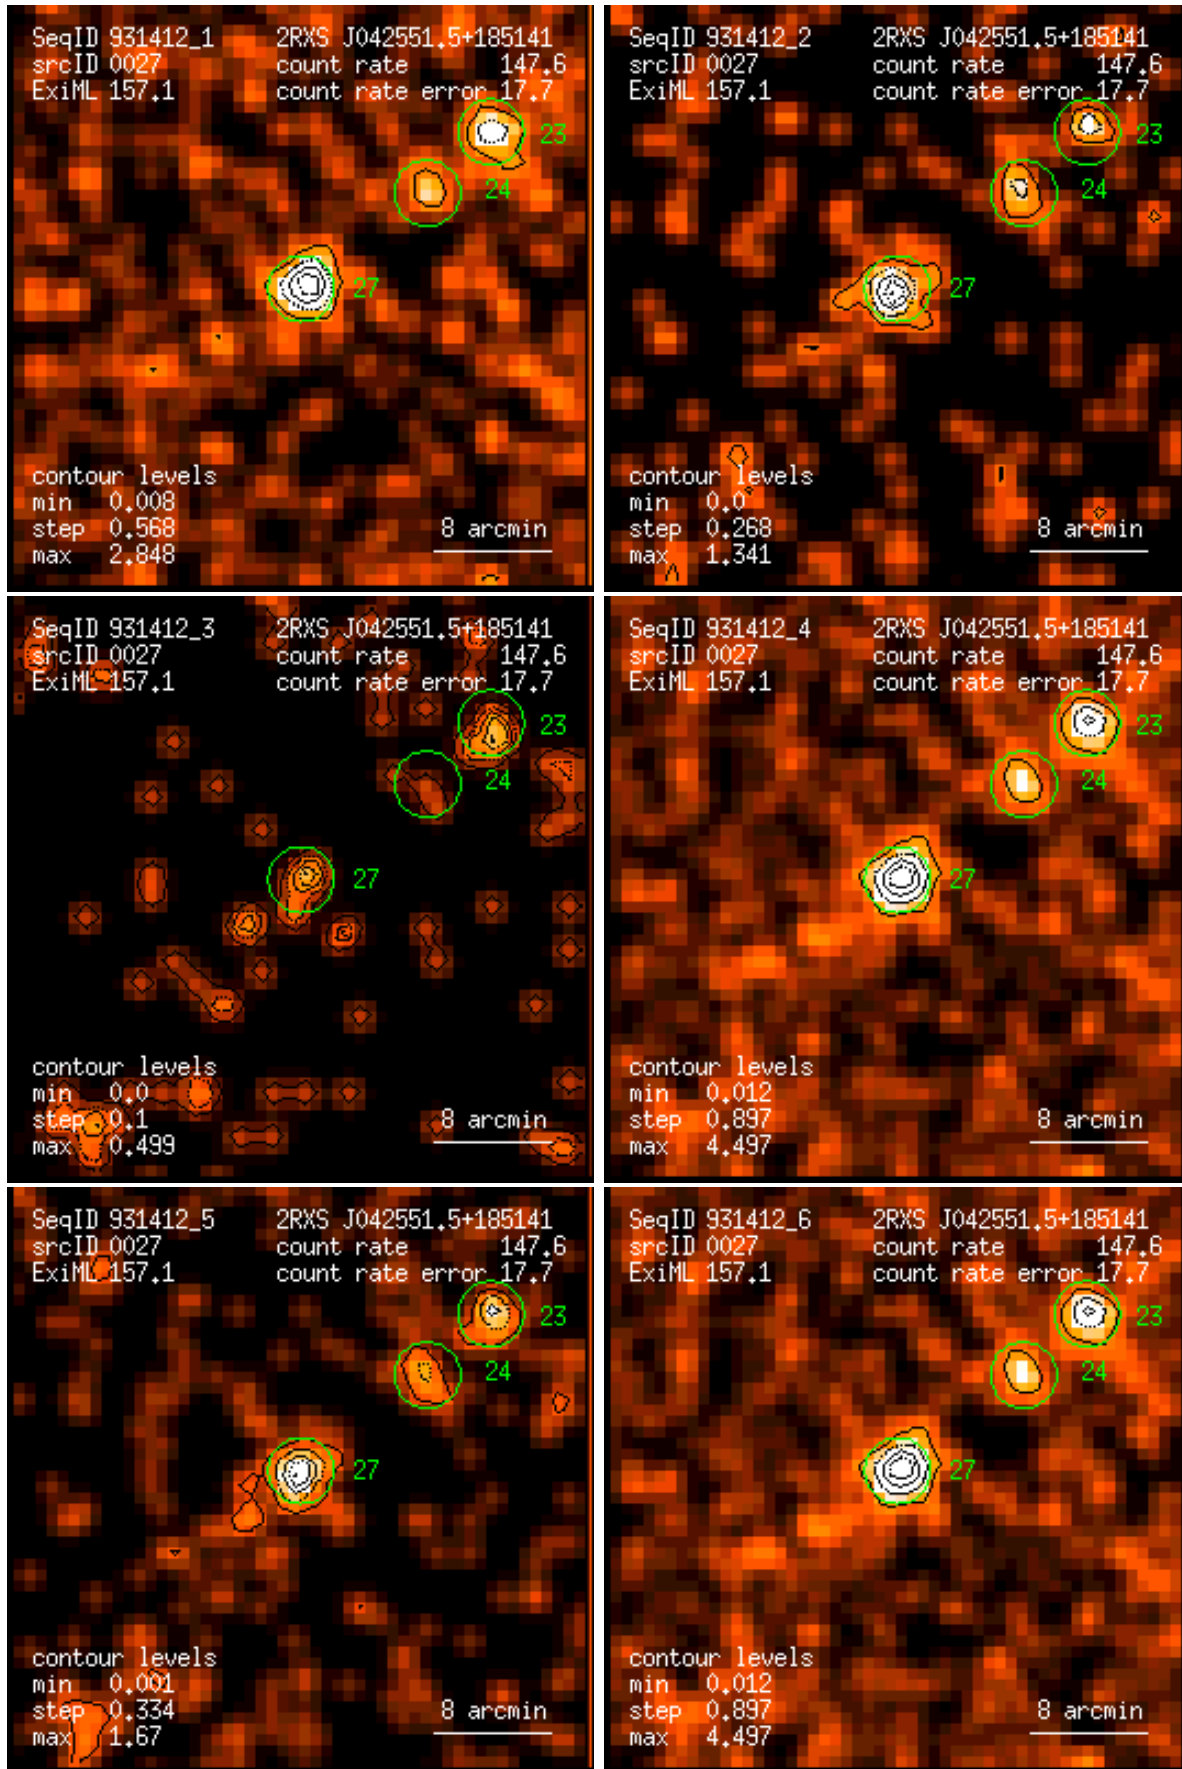 SeqID 931412_1 2RXS J042551.5+185141
srcID 0027 count rate 147.6
ExiML 157.1 count rate error 17.7
23
24
27
contour levels
min 0.008
step 0.568
max 2.848
8 arcmin
SeqID 931412_2 2RXS J042551.5+185141
srcID 0027 count rate 147.6
ExiML 157.1 count rate error 17.7
23
24
27
contour levels
min 0.0
step 0.268
max 1.341
8 arcmin
SeqID 931412_3 2RXS J042551.5+185141
srcID 0027 count rate 147.6
ExiML 157.1 count rate error 17.7
23
24
27
contour levels
min 0.0
step 0.1
max 0.499
8 arcmin
SeqID 931412_4 2RXS J042551.5+185141
srcID 0027 count rate 147.6
ExiML 157.1 count rate error 17.7
23
24
27
contour levels
min 0.012
step 0.897
max 4.497
8 arcmin
SeqID 931412_5 2RXS J042551.5+185141
srcID 0027 count rate 147.6
ExiML 157.1 count rate error 17.7
23
24
27
contour levels
min 0.001
step 0.334
max 1.67
8 arcmin
SeqID 931412_6 2RXS J042551.5+185141
srcID 0027 count rate 147.6
ExiML 157.1 count rate error 17.7
23
24
27
contour levels
min 0.012
step 0.897
max 4.497
8 arcmin